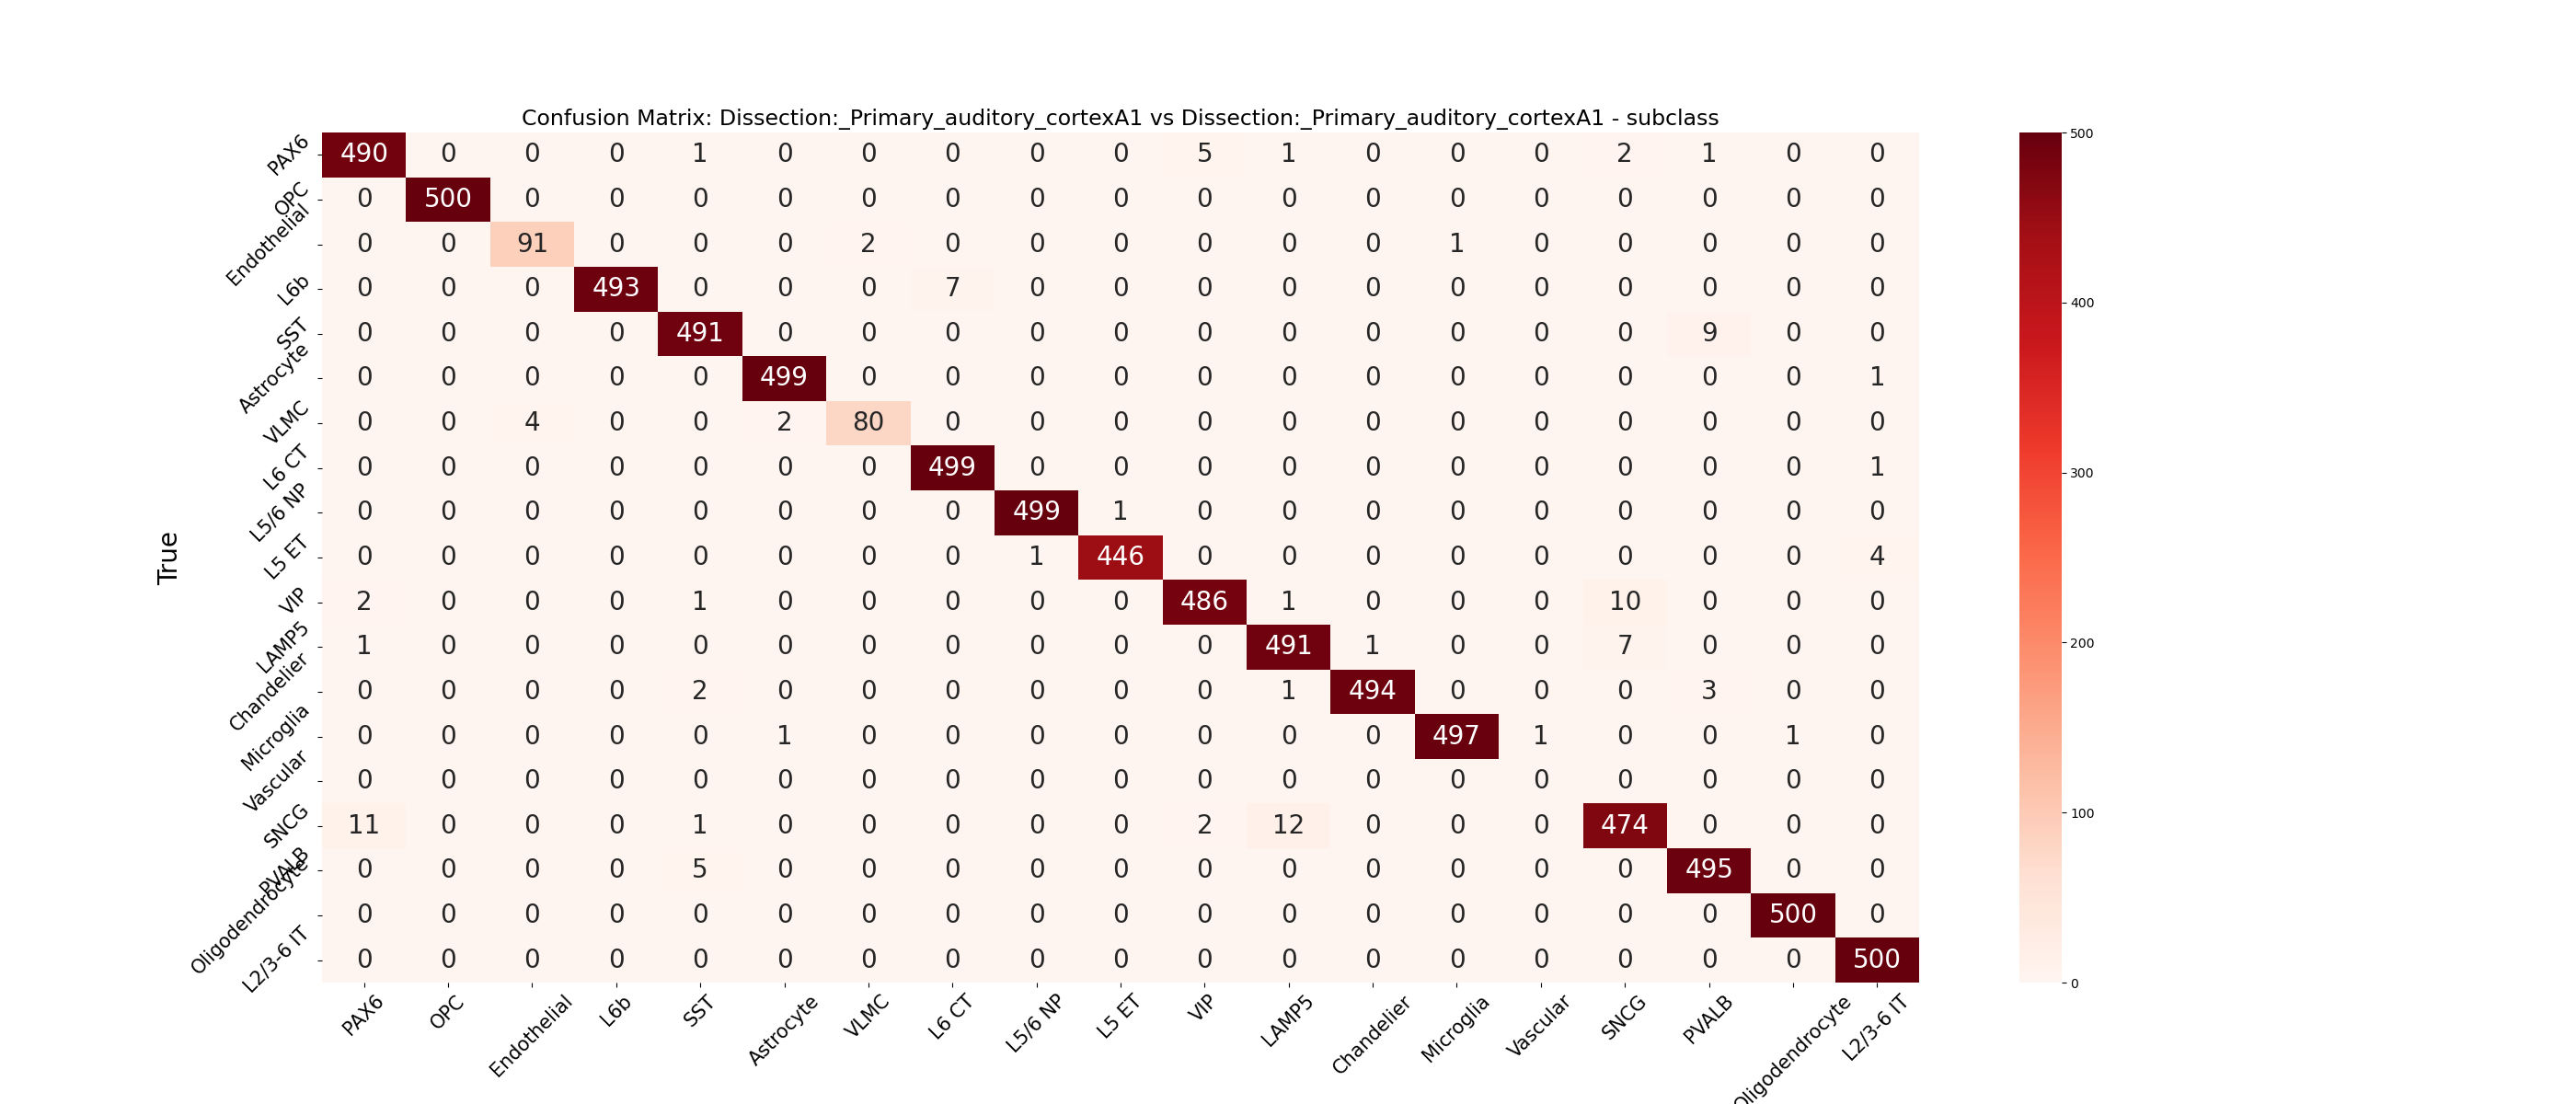 Confusion Matrix: Dissection:_Primary_auditory_cortexA1 vs Dissection:_Primary_auditory_cortexA1 - subclass
PAX6 490 0 0 0 1 0 0 0 0 0 5 1 0 0 0 2 1 0 0
OPC 0 500 0 0 0 0 0 0 0 0 0 0 0 0 0 0 0 0 0
Endothelial 0 0 91 0 0 0 2 0 0 0 0 0 0 1 0 0 0 0 0
L6b 0 0 0 493 0 0 0 7 0 0 0 0 0 0 0 0 0 0 0
SST 0 0 0 0 491 0 0 0 0 0 0 0 0 0 0 0 9 0 0
Astrocyte 0 0 0 0 0 499 0 0 0 0 0 0 0 0 0 0 0 0 1
VLMC 0 0 4 0 0 2 80 0 0 0 0 0 0 0 0 0 0 0 0
L6 CT 0 0 0 0 0 0 0 499 0 0 0 0 0 0 0 0 0 0 1
L5/6 NP 0 0 0 0 0 0 0 0 499 1 0 0 0 0 0 0 0 0 0
L5 ET 0 0 0 0 0 0 0 0 1 446 0 0 0 0 0 0 0 0 4
VIP 2 0 0 0 1 0 0 0 0 0 486 1 0 0 0 10 0 0 0
LAMP5 1 0 0 0 0 0 0 0 0 0 0 491 1 0 0 7 0 0 0
Chandelier 0 0 0 0 2 0 0 0 0 0 0 1 494 0 0 0 3 0 0
Microglia 0 0 0 0 0 1 0 0 0 0 0 0 0 497 1 0 0 1 0
Vascular 0 0 0 0 0 0 0 0 0 0 0 0 0 0 0 0 0 0 0
SNCG 11 0 0 0 1 0 0 0 0 0 2 12 0 0 0 474 0 0 0
PVALB 0 0 0 0 5 0 0 0 0 0 0 0 0 0 0 0 495 0 0
Oligodendrocyte 0 0 0 0 0 0 0 0 0 0 0 0 0 0 0 0 0 500 0
L2/3-6 IT 0 0 0 0 0 0 0 0 0 0 0 0 0 0 0 0 0 0 500
True
PAX6 OPC Endothelial L6b SST Astrocyte VLMC L6 CT L5/6 NP L5 ET VIP LAMP5 Chandelier Microglia Vascular SNCG PVALB Oligodendrocyte L2/3-6 IT
500
400
300
200
100
0